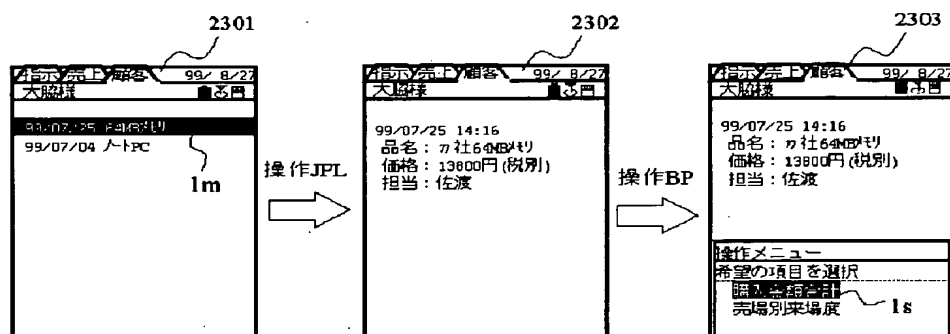 2301
指示 売上 顧客 99/ 8/27
大脇様
99/07/25 64MBメモリ
99/07/04 ノートPC
1m
操作JPL
2302
指示 売上 顧客 99/ 8/27
大脇様
99/07/25 14:16
品名：カ社64MBメモリ
価格：13800円(税別)
担当：佐渡
操作BP
2303
指示 売上 顧客 99/ 8/27
大脇様
99/07/25 14:16
品名：カ社64MBメモリ
価格：13800円(税別)
担当：佐渡
操作メニュー
希望の項目を選択
売場別来場度
1s